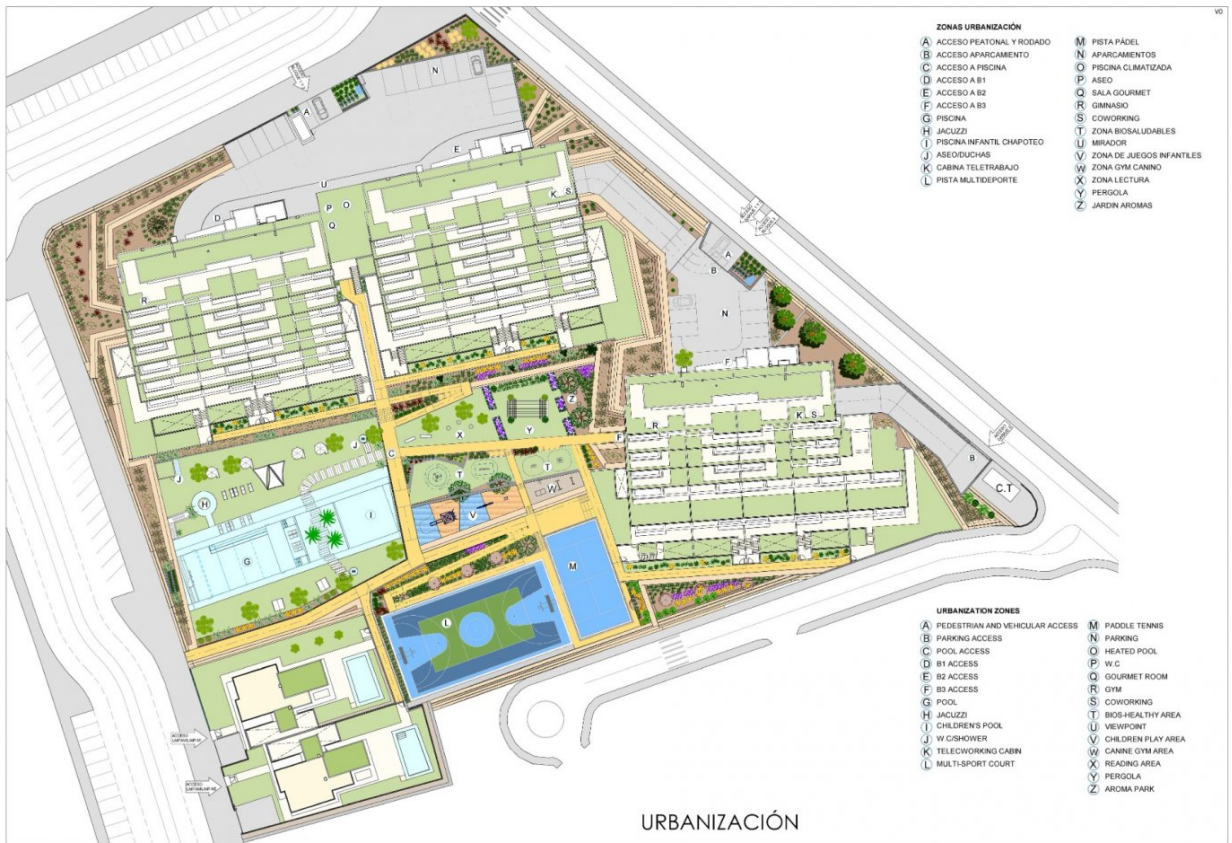 V0
ZONAS URBANIZACIÓN
A ACCESO PEATONAL Y RODADO
B ACCESO APARCAMIENTO
C ACCESO A PISCINA
D ACCESO A B1
E ACCESO A B2
F ACCESO A B3
G PISCINA
H JACUZZI
I PISCINA INFANTIL CHAPOTEO
J ASEO/DUCHAS
K CABINA TELETRABAJO
L PISTA MULTIDEPORTE
M PISTA PÁDEL
N APARCAMIENTOS
O PISCINA CLIMATIZADA
P ASEO
Q SALA GOURMET
R GIMNASIO
S COWORKING
T ZONA BIOSALUDABLES
U MIRADOR
V ZONA DE JUEGOS INFANTILES
W ZONA GYM CANINO
X ZONA LECTURA
Y PERGOLA
Z JARDIN AROMAS
N
A
E
U
K S
D
P O
Q
A
B
R
N
F
Z
K S
X
Y
R
F
J
C
J
T
T
B
W
C.T
H
I
V
G
M
L
URBANIZATION ZONES
A PEDESTRIAN AND VEHICULAR ACCESS
B PARKING ACCESS
C POOL ACCESS
D B1 ACCESS
E B2 ACCESS
F B3 ACCESS
G POOL
H JACUZZI
I CHILDREN'S POOL
J W.C/SHOWER
K TELECWORKING CABIN
L MULTI-SPORT COURT
M PADDLE TENNIS
N PARKING
O HEATED POOL
P W.C
Q GOURMET ROOM
R GYM
S COWORKING
T BIOS-HEALTHY AREA
U VIEWPOINT
V CHILDREN PLAY AREA
W CANINE GYM AREA
X READING AREA
Y PERGOLA
Z AROMA PARK
ACCESO
ACCESO
URBANIZACIÓN